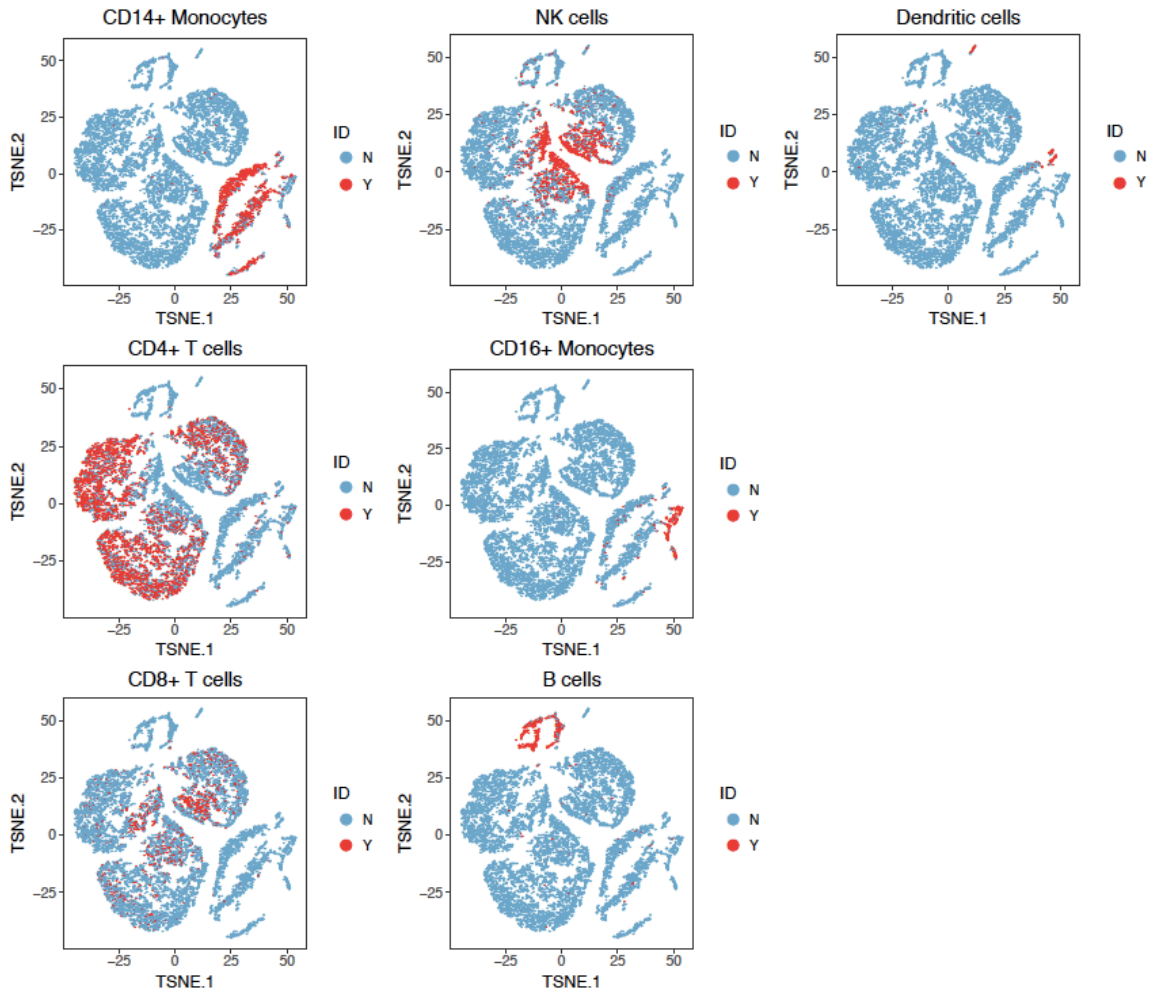 CD14+ Monocytes
50
25
0
−25
TSNE.2
−25 0 25 50
TSNE.1
ID
N
Y
NK cells
50
25
0
−25
TSNE.2
−25 0 25 50
TSNE.1
ID
N
Y
Dendritic cells
50
25
0
−25
TSNE.2
−25 0 25 50
TSNE.1
ID
N
Y
CD4+ T cells
50
25
0
−25
TSNE.2
−25 0 25 50
TSNE.1
ID
N
Y
CD16+ Monocytes
50
25
0
−25
TSNE.2
−25 0 25 50
TSNE.1
ID
N
Y
CD8+ T cells
50
25
0
−25
TSNE.2
−25 0 25 50
TSNE.1
ID
N
Y
B cells
50
25
0
−25
TSNE.2
−25 0 25 50
TSNE.1
ID
N
Y